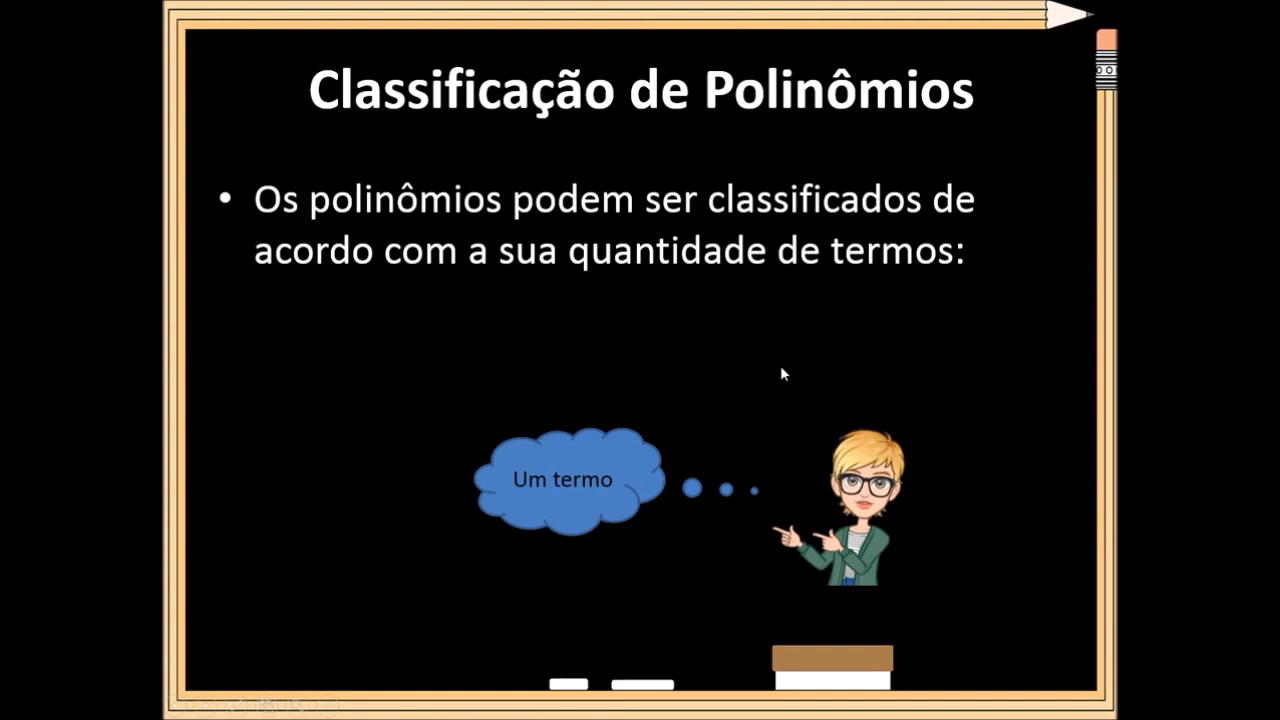 Classificação de Polinômios
• Os polinômios podem ser classificados de
acordo com a sua quantidade de termos:
Um termo